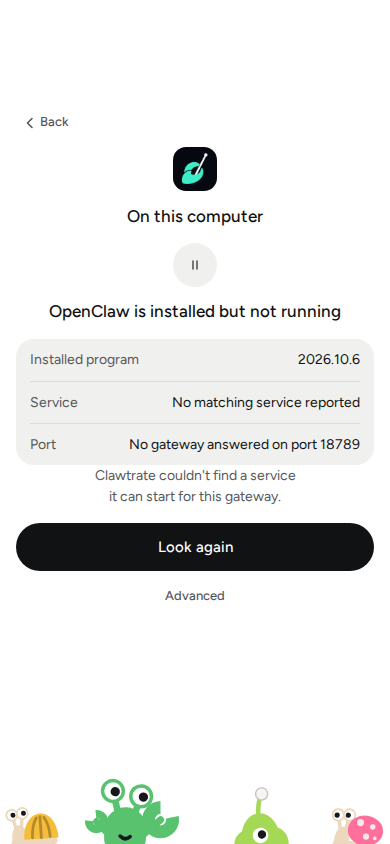 Back
On this computer
OpenClaw is installed but not running
Installed program 2026.10.6
Service No matching service reported
Port No gateway answered on port 18789
Clawtrate couldn't find a service
it can start for this gateway.
Look again
Advanced